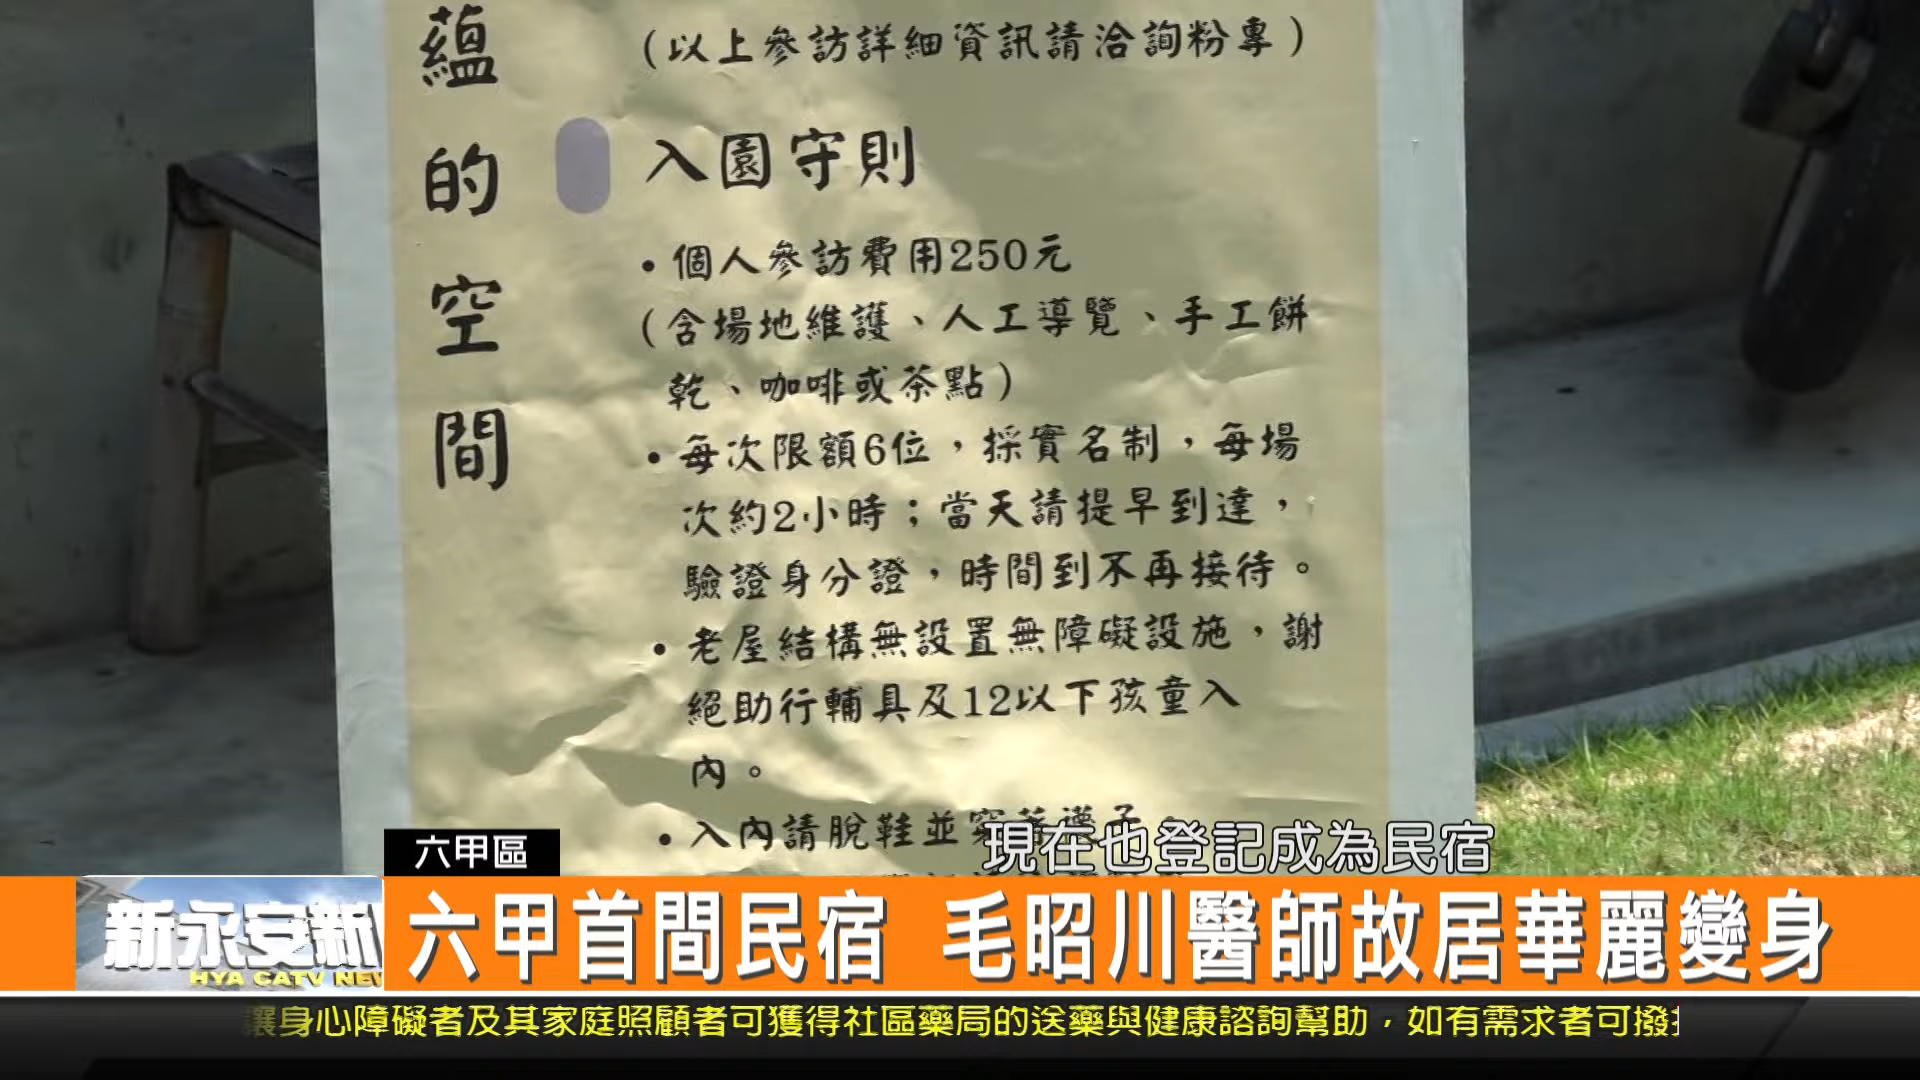 蘊的空間
（以上參訪詳細資訊請洽詢粉專）
入園守則
•個人參訪費用250元
（含場地維護、人工導覽、手工餅
乾、咖啡或茶點）
•每次限額6位，採實名制，每場
次約2小時；當天請提早到達，
驗證身分證，時間到不再接待。
•老屋結構無設置無障礙設施，謝
絕助行輔具及12以下孩童入
內。
•入內請脫鞋並穿著襪子。
現在也登記成為民宿
六甲區
新永安新
HYA CATV NE
六甲首間民宿 毛昭川醫師故居華麗變身
讓身心障礙者及其家庭照顧者可獲得社區藥局的送藥與健康諮詢幫助，如有需求者可撥